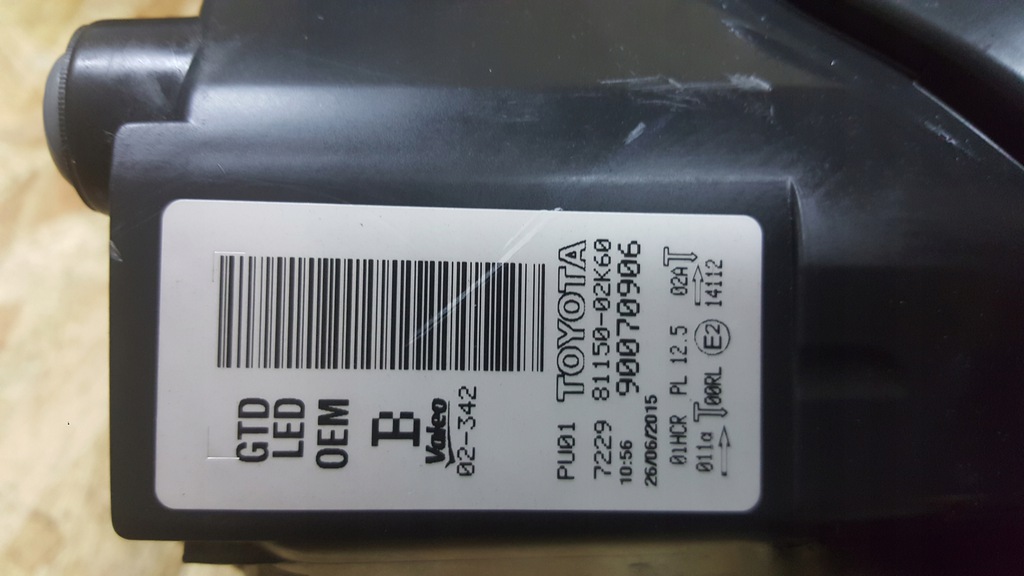 GTD
LED
OEM
B
Valeo
02-342
PU01 TOYOTA
7229 81150-02K60
10:56 90070906
26/06/2015
01HCR PL 12.5 02A
011a 00RL E2 14112